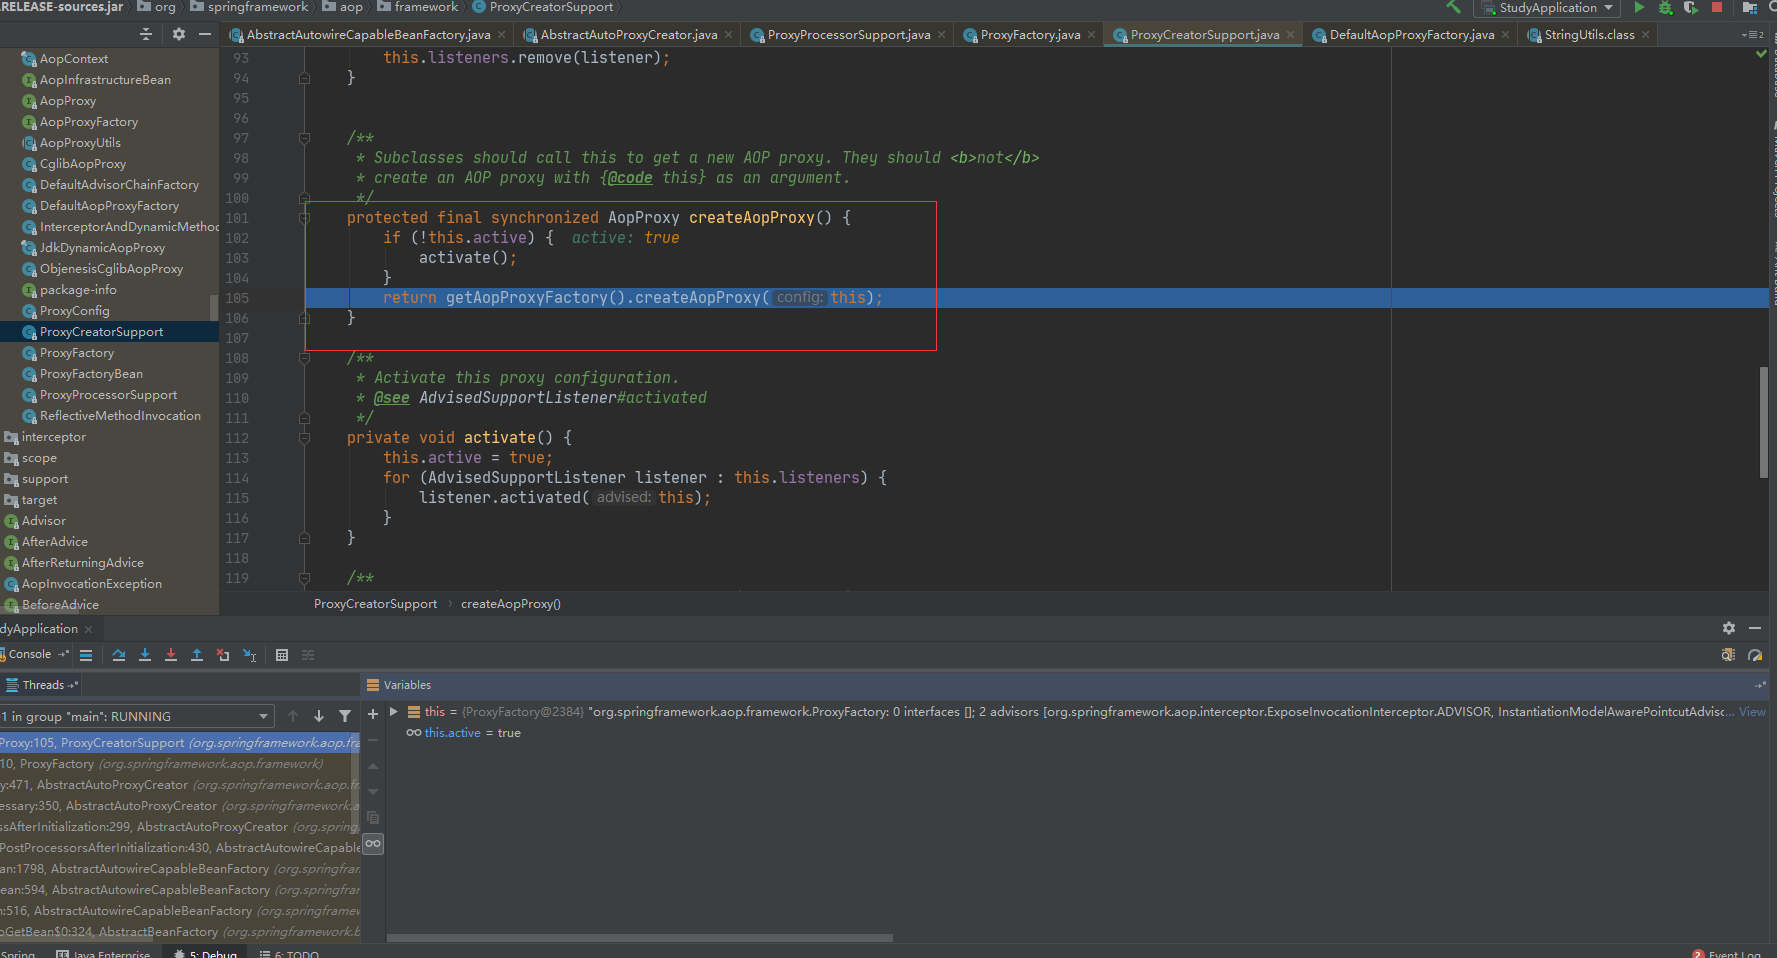 .RELEASE-sources.jar org springframework aop framework ProxyCreatorSupport
StudyApplication
AbstractAutowireCapableBeanFactory.java AbstractAutoProxyCreator.java ProxyProcessorSupport.java ProxyFactory.java ProxyCreatorSupport.java DefaultAopProxyFactory.java StringUtils.class
AopContext
AopInfrastructureBean
AopProxy
AopProxyFactory
AopProxyUtils
CglibAopProxy
DefaultAdvisorChainFactory
DefaultAopProxyFactory
InterceptorAndDynamicMethod
JdkDynamicAopProxy
ObjenesisCglibAopProxy
package-info
ProxyConfig
ProxyCreatorSupport
ProxyFactory
ProxyFactoryBean
ProxyProcessorSupport
ReflectiveMethodInvocation
interceptor
scope
support
target
Advisor
AfterAdvice
AfterReturningAdvice
AopInvocationException
BeforeAdvice
93 this.listeners.remove(listener);
94 }
95
96
97 /**
98 * Subclasses should call this to get a new AOP proxy. They should <b>not</b>
99 * create an AOP proxy with {@code this} as an argument.
100 */
101 protected final synchronized AopProxy createAopProxy() {
102 if (!this.active) { active: true
103 activate();
104 }
105 return getAopProxyFactory().createAopProxy( config: this);
106 }
107
108 /**
109 * Activate this proxy configuration.
110 * @see AdvisedSupportListener#activated
111 */
112 private void activate() {
113 this.active = true;
114 for (AdvisedSupportListener listener : this.listeners) {
115 listener.activated( advised: this);
116 }
117 }
118
119 /**
ProxyCreatorSupport › createAopProxy()
dyApplication
Console
Threads
Variables
1 in group "main": RUNNING
Proxy:105, ProxyCreatorSupport (org.springframework.aop.fra
10, ProxyFactory (org.springframework.aop.framework)
y:471, AbstractAutoProxyCreator (org.springframework.aop.f
essary:350, AbstractAutoProxyCreator (org.springframework.a
ssAfterInitialization:299, AbstractAutoProxyCreator (org.spring
PostProcessorsAfterInitialization:430, AbstractAutowireCapable
an:1798, AbstractAutowireCapableBeanFactory (org.springfran
ean:594, AbstractAutowireCapableBeanFactory (org.springfra
n:516, AbstractAutowireCapableBeanFactory (org.springframew
oGetBean$0:324, AbstractBeanFactory (org.springframework.b
this = {ProxyFactory@2384} "org.springframework.aop.framework.ProxyFactory: 0 interfaces []; 2 advisors [org.springframework.aop.interceptor.ExposeInvocationInterceptor.ADVISOR, InstantiationModelAwarePointcutAdvisc... View
this.active = true
Spring Java Enterprise 5: Debug 6: TODO 2 Event Log